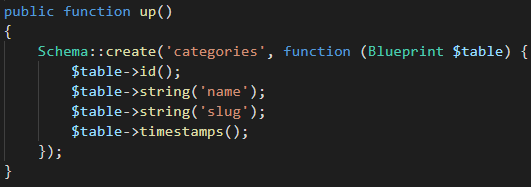 public function up()
{
    Schema::create('categories', function (Blueprint $table) {
        $table->id();
        $table->string('name');
        $table->string('slug');
        $table->timestamps();
    });
}